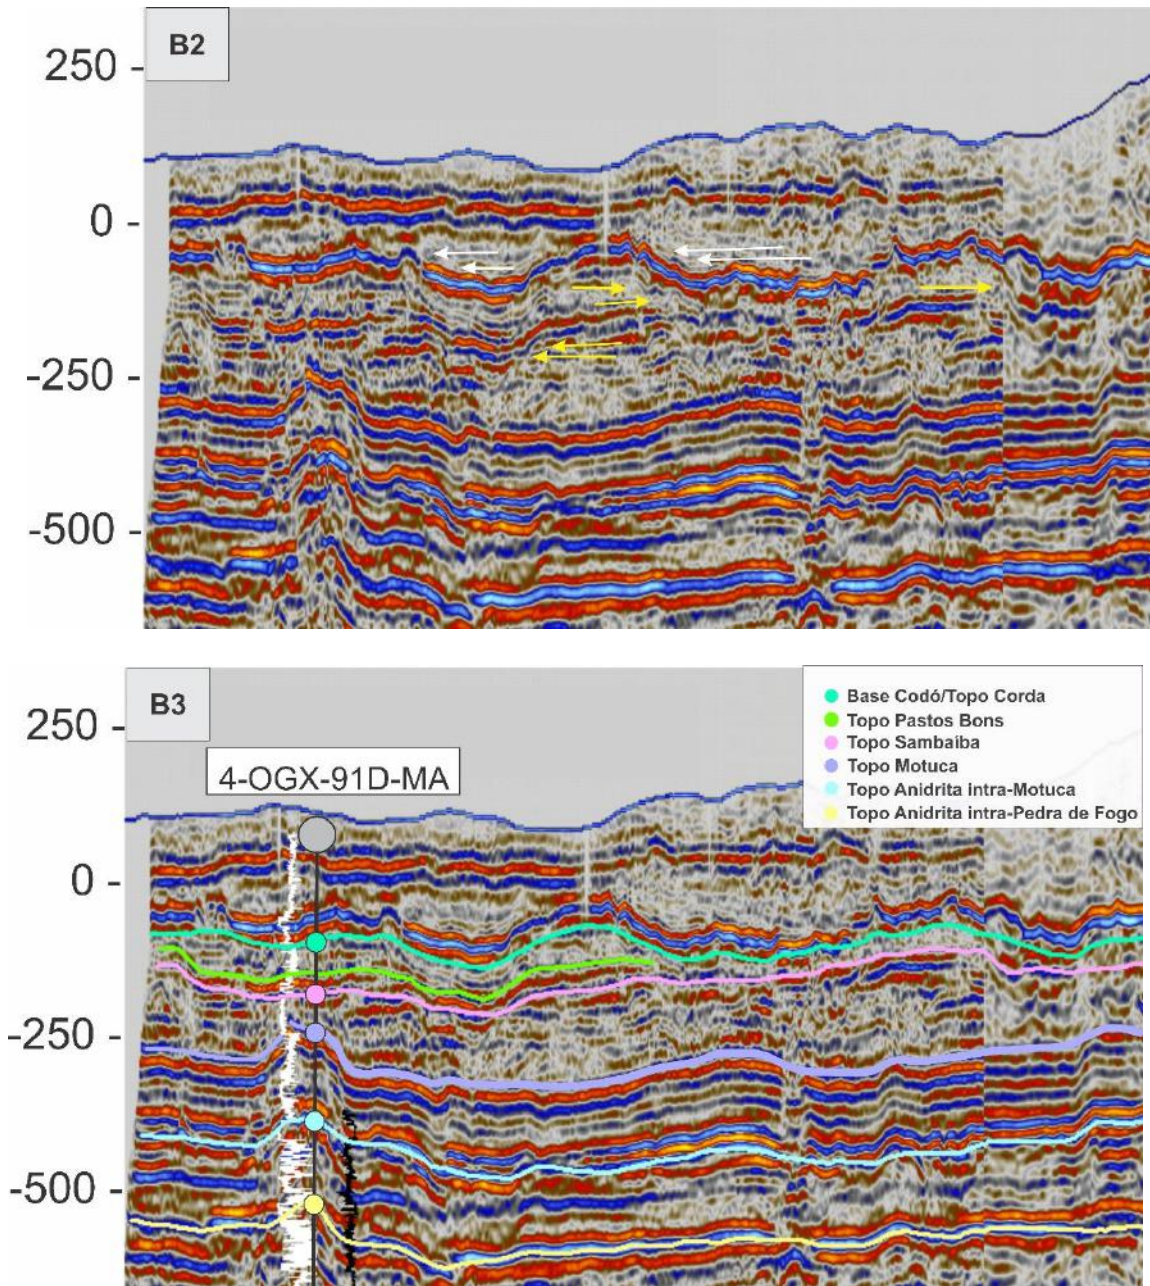 B2
250 -
0 -
-250 -
-500 -
B3
250 -
0 -
-250 -
-500 -
4-OGX-91D-MA
Base Codó/Topo Corda
Topo Pastos Bons
Topo Sambaíba
Topo Motuca
Topo Anidrita intra-Motuca
Topo Anidrita intra-Pedra de Fogo